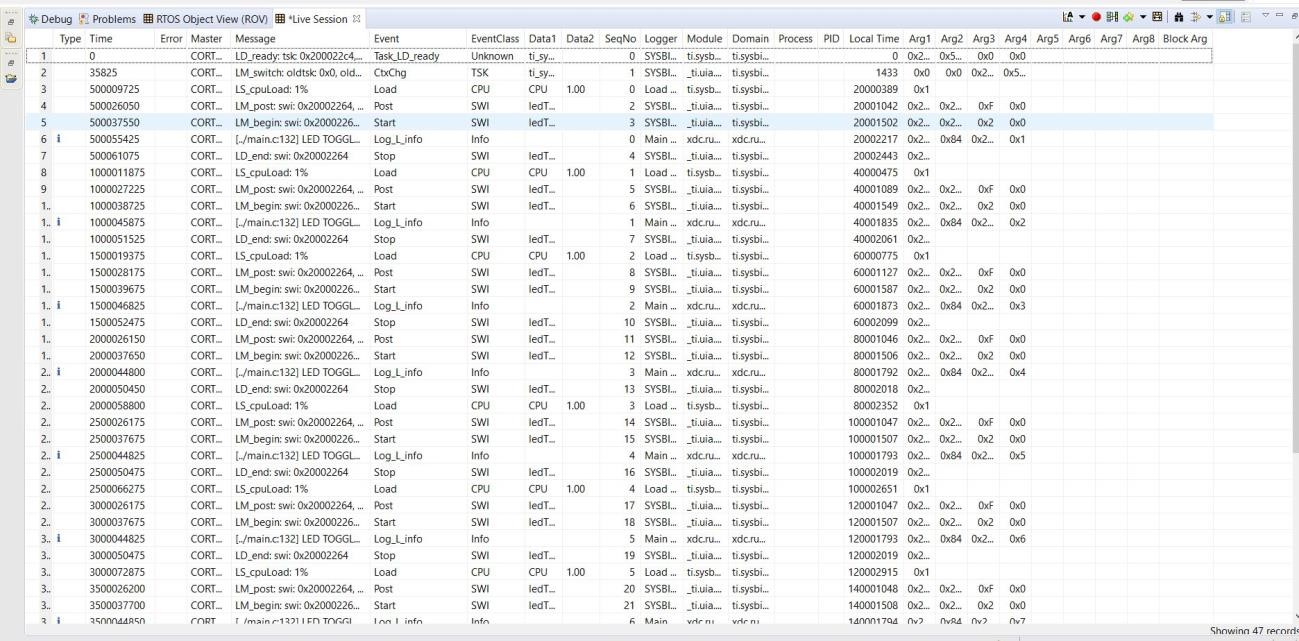 Debug Problems RTOS Object View (ROV) *Live Session
Type Time Error Master Message Event EventClass Data1 Data2 SeqNo Logger Module Domain Process PID Local Time Arg1 Arg2 Arg3 Arg4 Arg5 Arg6 Arg7 Arg8 Block Arg
1 0 CORT... LD_ready: tsk: 0x200022c4,... Task_LD_ready Unknown ti_sy... 0 SYSBI... ti.sysb... ti.sysbi... 0 0x2... 0x5... 0x0 0x0
2 35825 CORT... LM_switch: oldtsk: 0x0, old... CtxChg TSK ti_sy... 1 SYSBI... _ti.uia.... ti.sysbi... 1433 0x0 0x0 0x2... 0x5...
3 500009725 CORT... LS_cpuLoad: 1% Load CPU CPU 1.00 0 Load ... ti.sysb... ti.sysbi... 20000389 0x1
4 500026050 CORT... LM_post: swi: 0x20002264, ... Post SWI ledT... 2 SYSBI... _ti.uia.... ti.sysbi... 20001042 0x2... 0x2... 0xF 0x0
5 500037550 CORT... LM_begin: swi: 0x2000226... Start SWI ledT... 3 SYSBI... _ti.uia.... ti.sysbi... 20001502 0x2... 0x2... 0x2 0x0
6 i 500055425 CORT... [../main.c:132] LED TOGGL... Log_L_info Info 0 Main ... xdc.ru... xdc.ru... 20002217 0x2... 0x84 0x2... 0x1
7 500061075 CORT... LD_end: swi: 0x20002264 Stop SWI ledT... 4 SYSBI... _ti.uia.... ti.sysbi... 20002443 0x2...
8 1000011875 CORT... LS_cpuLoad: 1% Load CPU CPU 1.00 1 Load ... ti.sysb... ti.sysbi... 40000475 0x1
9 1000027225 CORT... LM_post: swi: 0x20002264, ... Post SWI ledT... 5 SYSBI... _ti.uia.... ti.sysbi... 40001089 0x2... 0x2... 0xF 0x0
1.. 1000038725 CORT... LM_begin: swi: 0x2000226... Start SWI ledT... 6 SYSBI... _ti.uia.... ti.sysbi... 40001549 0x2... 0x2... 0x2 0x0
1.. i 1000045875 CORT... [../main.c:132] LED TOGGL... Log_L_info Info 1 Main ... xdc.ru... xdc.ru... 40001835 0x2... 0x84 0x2... 0x2
1.. 1000051525 CORT... LD_end: swi: 0x20002264 Stop SWI ledT... 7 SYSBI... _ti.uia.... ti.sysbi... 40002061 0x2...
1.. 1500019375 CORT... LS_cpuLoad: 1% Load CPU CPU 1.00 2 Load ... ti.sysb... ti.sysbi... 60000775 0x1
1.. 1500028175 CORT... LM_post: swi: 0x20002264, ... Post SWI ledT... 8 SYSBI... _ti.uia.... ti.sysbi... 60001127 0x2... 0x2... 0xF 0x0
1.. 1500039675 CORT... LM_begin: swi: 0x2000226... Start SWI ledT... 9 SYSBI... _ti.uia.... ti.sysbi... 60001587 0x2... 0x2... 0x2 0x0
1.. i 1500046825 CORT... [../main.c:132] LED TOGGL... Log_L_info Info 2 Main ... xdc.ru... xdc.ru... 60001873 0x2... 0x84 0x2... 0x3
1.. 1500052475 CORT... LD_end: swi: 0x20002264 Stop SWI ledT... 10 SYSBI... _ti.uia.... ti.sysbi... 60002099 0x2...
1.. 2000026150 CORT... LM_post: swi: 0x20002264, ... Post SWI ledT... 11 SYSBI... _ti.uia.... ti.sysbi... 80001046 0x2... 0x2... 0xF 0x0
1.. 2000037650 CORT... LM_begin: swi: 0x2000226... Start SWI ledT... 12 SYSBI... _ti.uia.... ti.sysbi... 80001506 0x2... 0x2... 0x2 0x0
2.. i 2000044800 CORT... [../main.c:132] LED TOGGL... Log_L_info Info 3 Main ... xdc.ru... xdc.ru... 80001792 0x2... 0x84 0x2... 0x4
2.. 2000050450 CORT... LD_end: swi: 0x20002264 Stop SWI ledT... 13 SYSBI... _ti.uia.... ti.sysbi... 80002018 0x2...
2.. 2000058800 CORT... LS_cpuLoad: 1% Load CPU CPU 1.00 3 Load ... ti.sysb... ti.sysbi... 80002352 0x1
2.. 2500026175 CORT... LM_post: swi: 0x20002264, ... Post SWI ledT... 14 SYSBI... _ti.uia.... ti.sysbi... 100001047 0x2... 0x2... 0xF 0x0
2.. 2500037675 CORT... LM_begin: swi: 0x2000226... Start SWI ledT... 15 SYSBI... _ti.uia.... ti.sysbi... 100001507 0x2... 0x2... 0x2 0x0
2.. i 2500044825 CORT... [../main.c:132] LED TOGGL... Log_L_info Info 4 Main ... xdc.ru... xdc.ru... 100001793 0x2... 0x84 0x2... 0x5
2.. 2500050475 CORT... LD_end: swi: 0x20002264 Stop SWI ledT... 16 SYSBI... _ti.uia.... ti.sysbi... 100002019 0x2...
2.. 2500066275 CORT... LS_cpuLoad: 1% Load CPU CPU 1.00 4 Load ... ti.sysb... ti.sysbi... 100002651 0x1
2.. 3000026175 CORT... LM_post: swi: 0x20002264, ... Post SWI ledT... 17 SYSBI... _ti.uia.... ti.sysbi... 120001047 0x2... 0x2... 0xF 0x0
2.. 3000037675 CORT... LM_begin: swi: 0x2000226... Start SWI ledT... 18 SYSBI... _ti.uia.... ti.sysbi... 120001507 0x2... 0x2... 0x2 0x0
3.. i 3000044825 CORT... [../main.c:132] LED TOGGL... Log_L_info Info 5 Main ... xdc.ru... xdc.ru... 120001793 0x2... 0x84 0x2... 0x6
3.. 3000050475 CORT... LD_end: swi: 0x20002264 Stop SWI ledT... 19 SYSBI... _ti.uia.... ti.sysbi... 120002019 0x2...
3.. 3000072875 CORT... LS_cpuLoad: 1% Load CPU CPU 1.00 5 Load ... ti.sysb... ti.sysbi... 120002915 0x1
3.. 3500026200 CORT... LM_post: swi: 0x20002264, ... Post SWI ledT... 20 SYSBI... _ti.uia.... ti.sysbi... 140001048 0x2... 0x2... 0xF 0x0
3.. 3500037700 CORT... LM_begin: swi: 0x2000226... Start SWI ledT... 21 SYSBI... _ti.uia.... ti.sysbi... 140001508 0x2... 0x2... 0x2 0x0
3.. i 3500044850 CORT... [../main.c:132] LED TOGGL... Log_L_info Info 6 Main ... xdc.ru... xdc.ru... 140001794 0x2... 0x84 0x2... 0x7
Showing 47 records